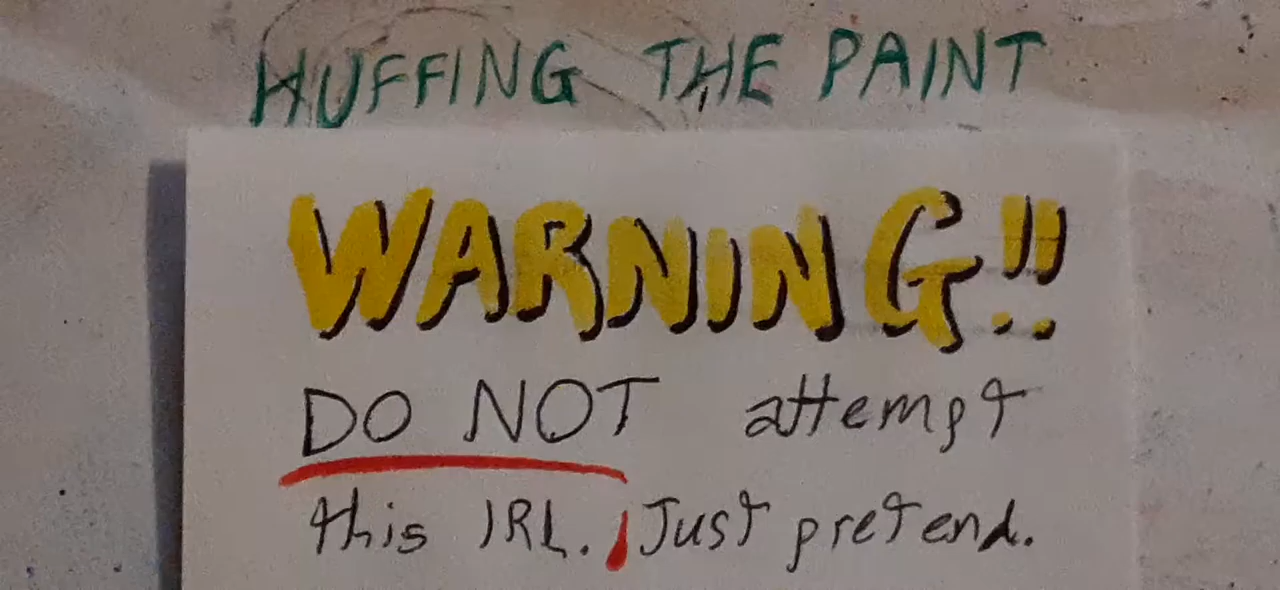 HUFFING THE PAINT
WARNING!!
DO NOT attempt
this IRL. Just pretend.